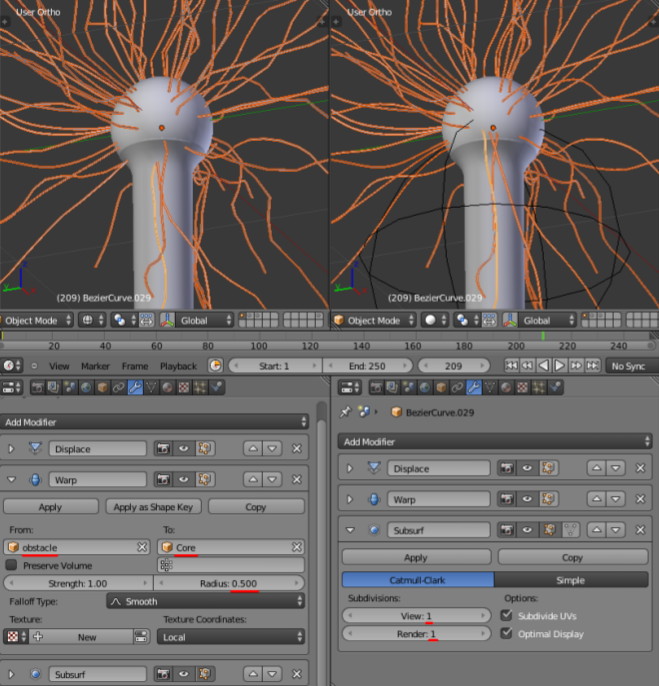 User Ortho
User Ortho
(209) BezierCurve.029
(209) BezierCurve.029
Object Mode Global
Object Mode Global
20 40 60 80 100 120 140 160 180 200 220 240
View Marker Frame Playback Start: 1 End: 250 209 No Sync
Add Modifier
Displace
Warp
Apply Apply as Shape Key Copy
From: To:
obstacle Core
Preserve Volume
Strength: 1.00 Radius: 0.500
Falloff Type: Smooth
Texture: Texture Coordinates:
New Local
Subsurf
BezierCurve.029
Add Modifier
Displace
Warp
Subsurf
Apply Copy
Catmull-Clark Simple
Subdivisions: Options:
View: 1 Subdivide UVs
Render: 1 Optimal Display